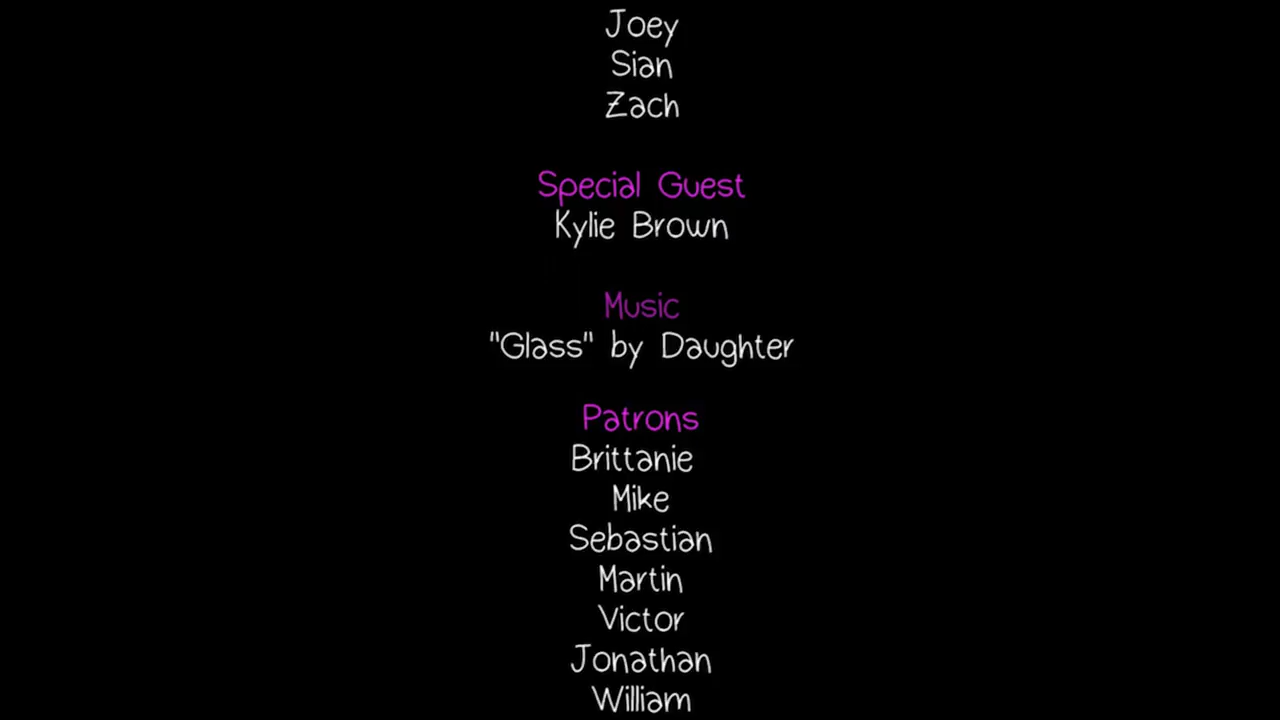 Joey
Sian
Zach
Special Guest
Kylie Brown
Music
"Glass" by Daughter
Patrons
Brittanie
Mike
Sebastian
Martin
Victor
Jonathan
William